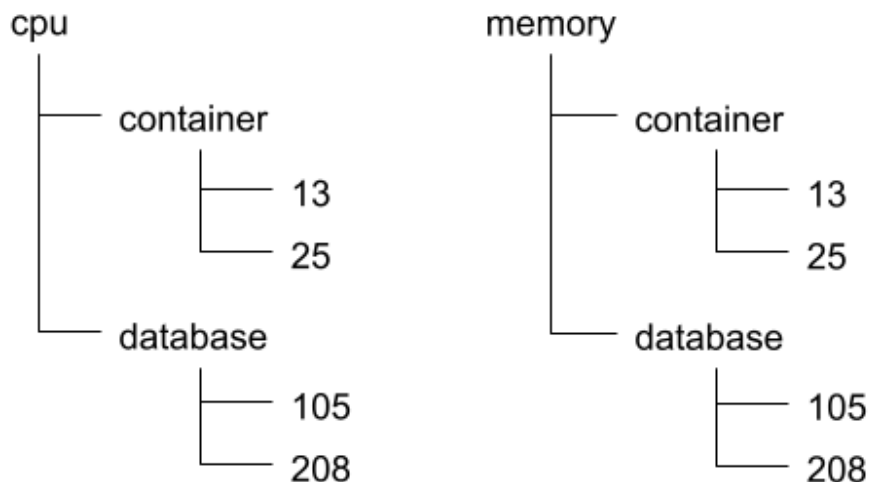 cpu
container
13
25
database
105
208
memory
container
13
25
database
105
208